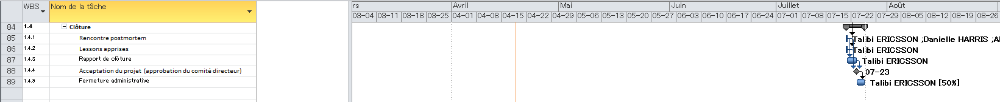 WBS Nom de la tâche rs Avril Mai Juin Juillet Août
03-04 03-11 03-18 03-25 04-01 04-08 04-15 04-22 04-29 05-06 05-13 05-20 05-27 06-03 06-10 06-17 06-24 07-01 07-08 07-15 07-22 07-29 08-05 08-12 08-19 08-26
84 1.4 Clôture
85 1.4.1 Rencontre postmortem Talibi ERICSSON ;Danielle HARRIS ;Al
86 1.4.2 Lessons apprises Talibi ERICSSON
87 1.4.3 Rapport de clôture Talibi ERICSSON
88 1.4.4 Acceptation du projet (approbation du comité directeur) 07-23
89 1.4.5 Fermeture administrative Talibi ERICSSON [50%]